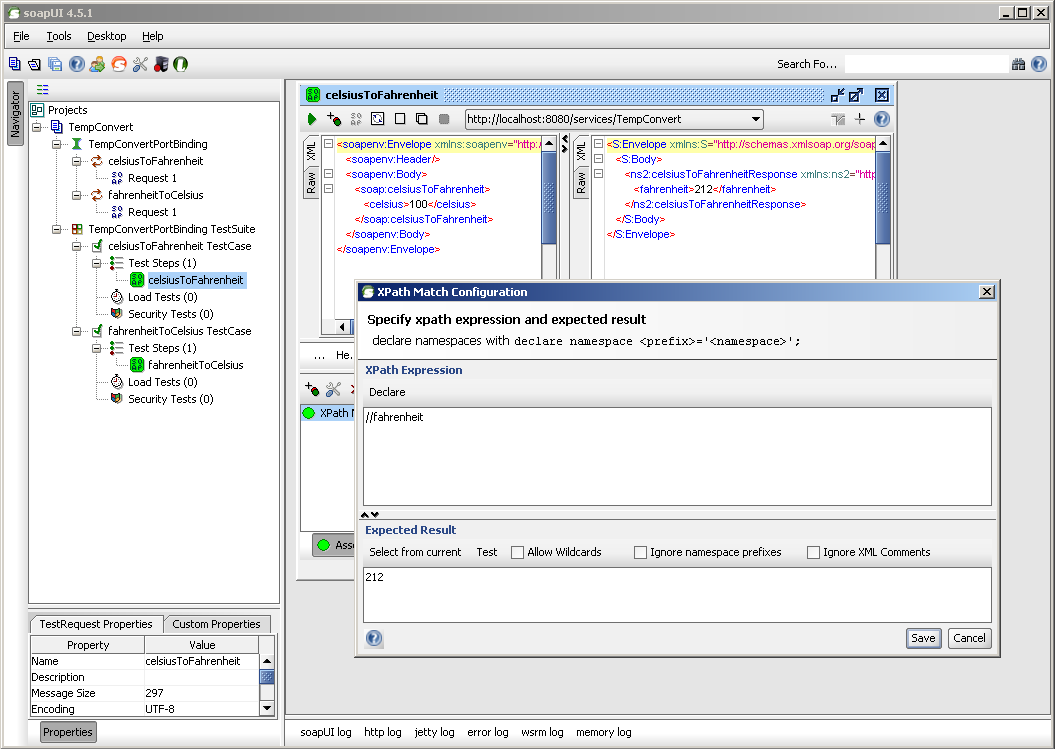 soapUI 4.5.1
File Tools Desktop Help
Search Fo...
Navigator
Projects
TempConvert
TempConvertPortBinding
celsiusToFahrenheit
Request 1
fahrenheitToCelsius
Request 1
TempConvertPortBinding TestSuite
celsiusToFahrenheit TestCase
Test Steps (1)
celsiusToFahrenheit
Load Tests (0)
Security Tests (0)
fahrenheitToCelsius TestCase
Test Steps (1)
fahrenheitToCelsius
Load Tests (0)
Security Tests (0)
TestRequest Properties Custom Properties
Property Value
Name celsiusToFahrenheit
Description
Message Size 297
Encoding UTF-8
Properties
celsiusToFahrenheit
http://localhost:8080/services/TempConvert
XML
Raw
<soapenv:Envelope xmlns:soapenv="http:/
<soapenv:Header/>
<soapenv:Body>
<soap:celsiusToFahrenheit>
<celsius>100</celsius>
</soap:celsiusToFahrenheit>
</soapenv:Body>
</soapenv:Envelope>
XML
Raw
<S:Envelope xmlns:S="http://schemas.xmlsoap.org/soap
<S:Body>
<ns2:celsiusToFahrenheitResponse xmlns:ns2="http
<fahrenheit>212</fahrenheit>
</ns2:celsiusToFahrenheitResponse>
</S:Body>
</S:Envelope>
... He..
XPath M
Asse
XPath Match Configuration
Specify xpath expression and expected result
declare namespaces with declare namespace <prefix>='<namespace>';
XPath Expression
Declare
//fahrenheit
Expected Result
Select from current Test Allow Wildcards Ignore namespace prefixes Ignore XML Comments
212
Save Cancel
soapUI log http log jetty log error log wsrm log memory log